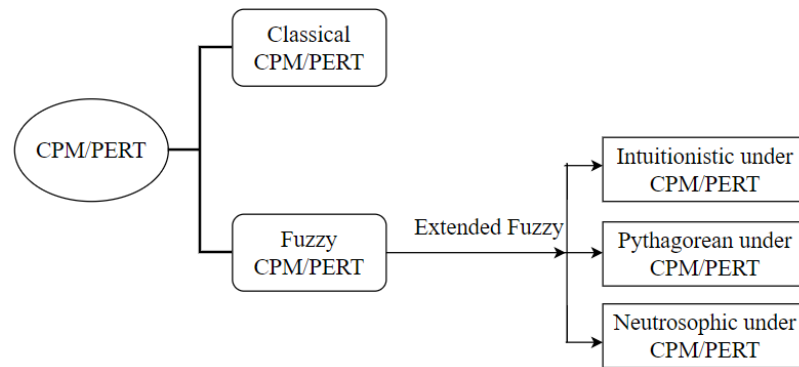 Classical
CPM/PERT
CPM/PERT
Fuzzy
CPM/PERT
Extended Fuzzy
Intuitionistic under
CPM/PERT
Pythagorean under
CPM/PERT
Neutrosophic under
CPM/PERT